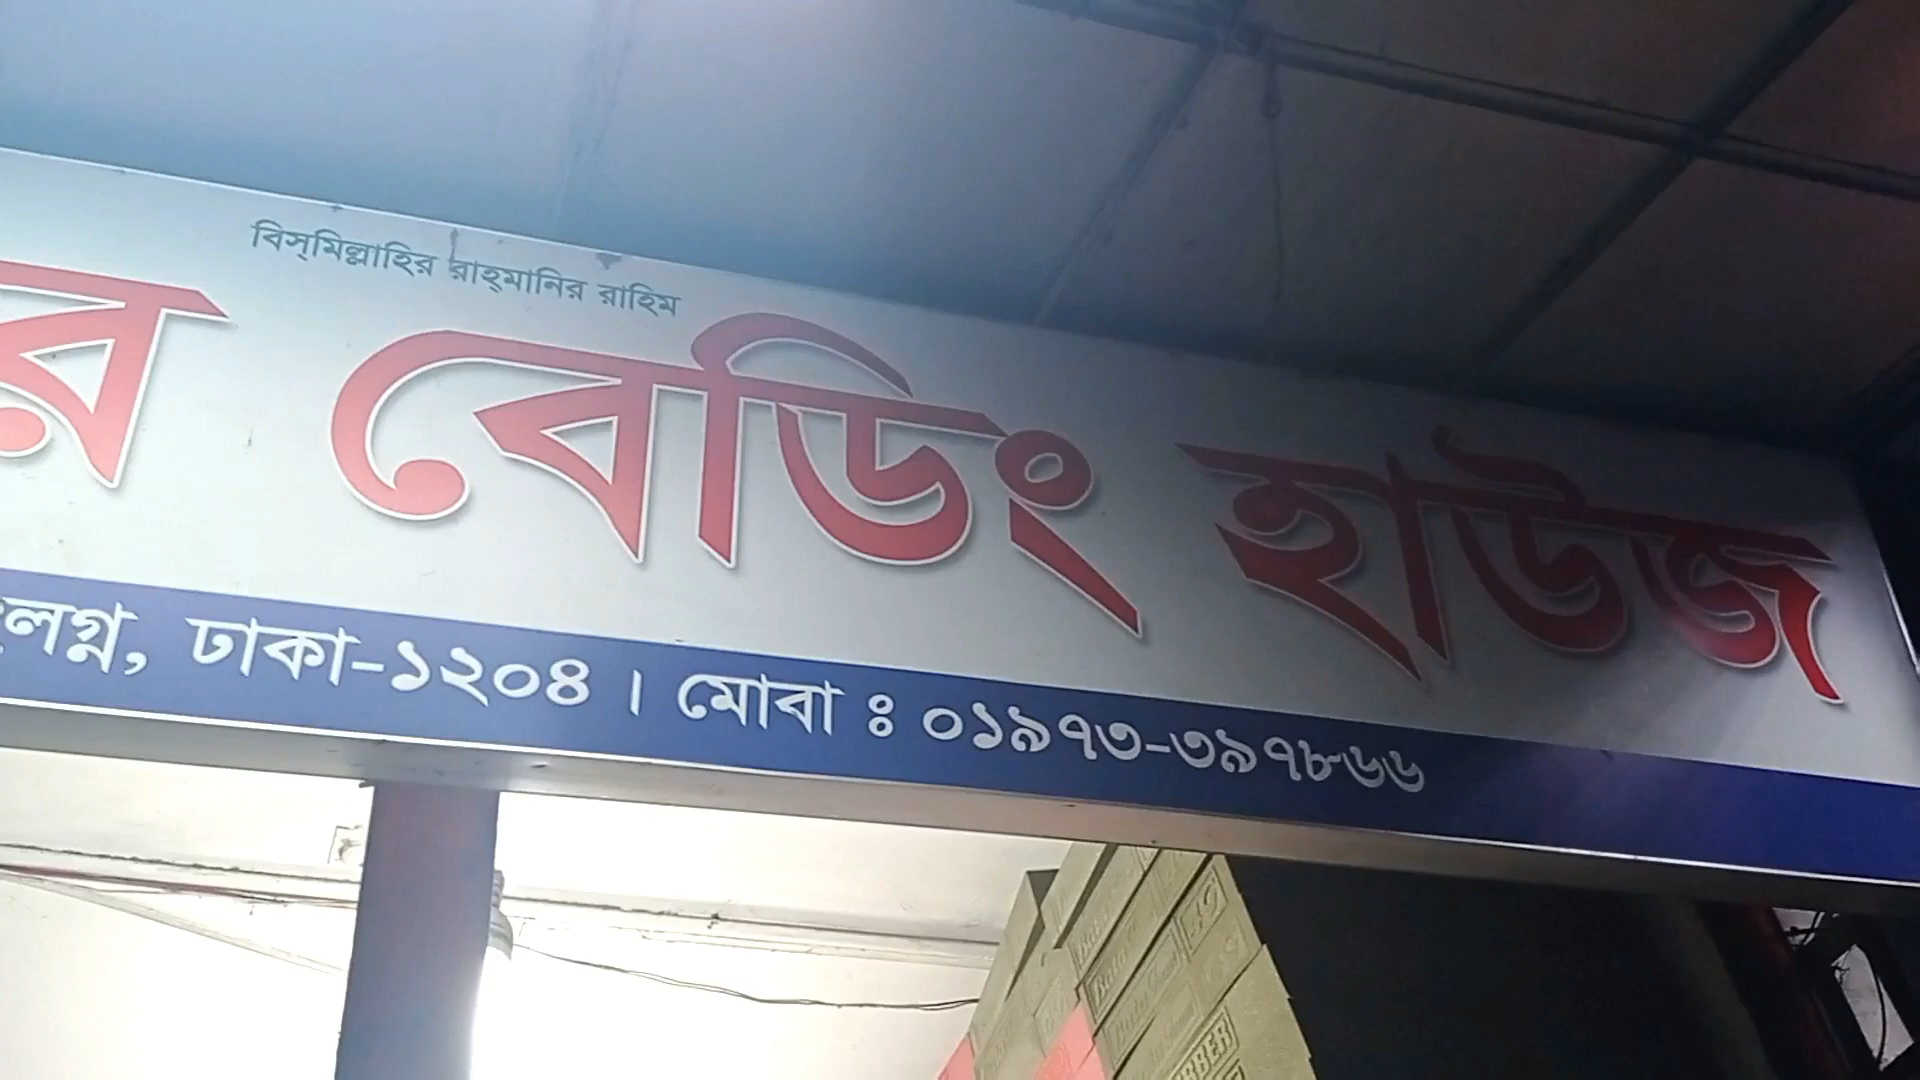 বিস্‌মিল্লাহির রাহ্‌মানির রাহিম
র বেডিং হাউজ
ংলগ্ন, ঢাকা-১২০৪ । মোবা ঃ ০১৯৭৩-৩৯৭৮৬৬